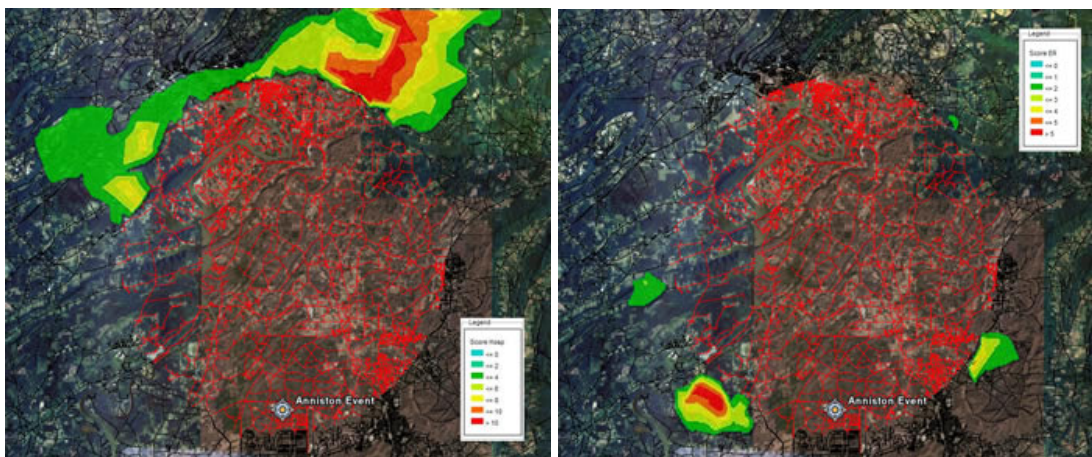 Legend
Score Hosp
<= 0
<= 2
<= 4
<= 6
<= 8
<= 10
> 10
Anniston Event
Legend
Score ER
<= 0
<= 1
<= 2
<= 3
<= 4
<= 5
> 5
Anniston Event